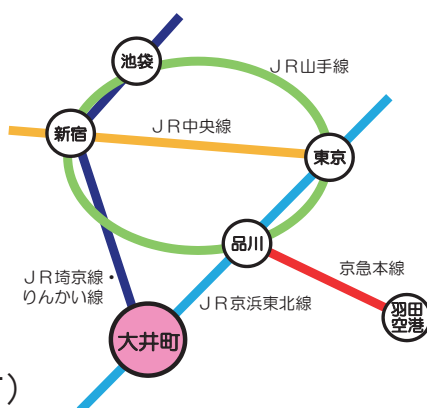 池袋
JR山手線
新宿
JR中央線
東京
品川
京急本線
JR埼京線・
りんかい線
JR京浜東北線
羽田
空港
大井町
)